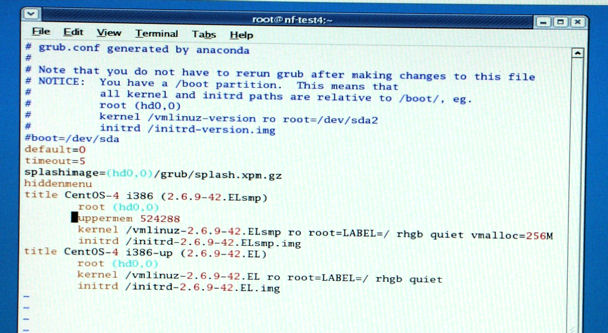 root@nf-test4:~
File Edit View Terminal Tabs Help
# grub.conf generated by anaconda
#
# Note that you do not have to rerun grub after making changes to this file
# NOTICE:  You have a /boot partition.  This means that
#          all kernel and initrd paths are relative to /boot/, eg.
#          root (hd0,0)
#          kernel /vmlinuz-version ro root=/dev/sda2
#          initrd /initrd-version.img
#boot=/dev/sda
default=0
timeout=5
splashimage=(hd0,0)/grub/splash.xpm.gz
hiddenmenu
title CentOS-4 i386 (2.6.9-42.ELsmp)
        root (hd0,0)
        uppermem 524288
        kernel /vmlinuz-2.6.9-42.ELsmp ro root=LABEL=/ rhgb quiet vmalloc=256M
        initrd /initrd-2.6.9-42.ELsmp.img
title CentOS-4 i386-up (2.6.9-42.EL)
        root (hd0,0)
        kernel /vmlinuz-2.6.9-42.EL ro root=LABEL=/ rhgb quiet
        initrd /initrd-2.6.9-42.EL.img
~
~
~